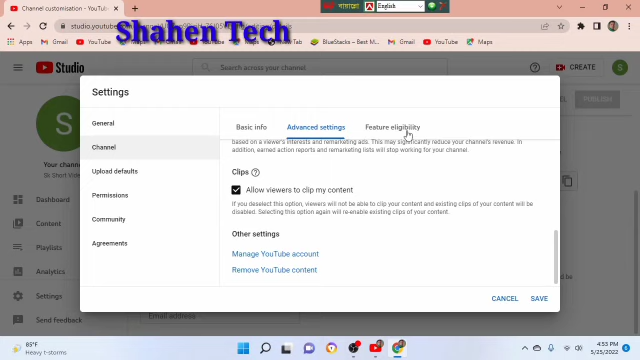 Channel customisation - YouTube
বাংলা
English
studio.youtube.com
Shahen Tech
Apps
Gmail
YouTube
BlueStacks - Best M...
New Tab
Gmail
YouTube
Maps
Studio
Search across your channel
CREATE
S
Settings
PUBLISH
General
Channel
Upload defaults
Permissions
Community
Agreements
Basic info
Advanced settings
Feature eligibility
based on a viewer's interests and remarketing ads. This may significantly reduce your channel's revenue. In
addition, earned action reports and remarketing lists will stop working for your channel.
Clips
Allow viewers to clip my content
If you deselect this option, viewers will not be able to clip your content and existing clips of your content will be
disabled. Selecting this option again will re-enable existing clips of your content.
Other settings
Manage YouTube account
Remove YouTube content
CANCEL
SAVE
S
Your chann
Dashboard
Content
Playlists
Analytics
Settings
Send Feedback
Email address
85°F
Heavy t-storms
4:53 PM
5/25/2022